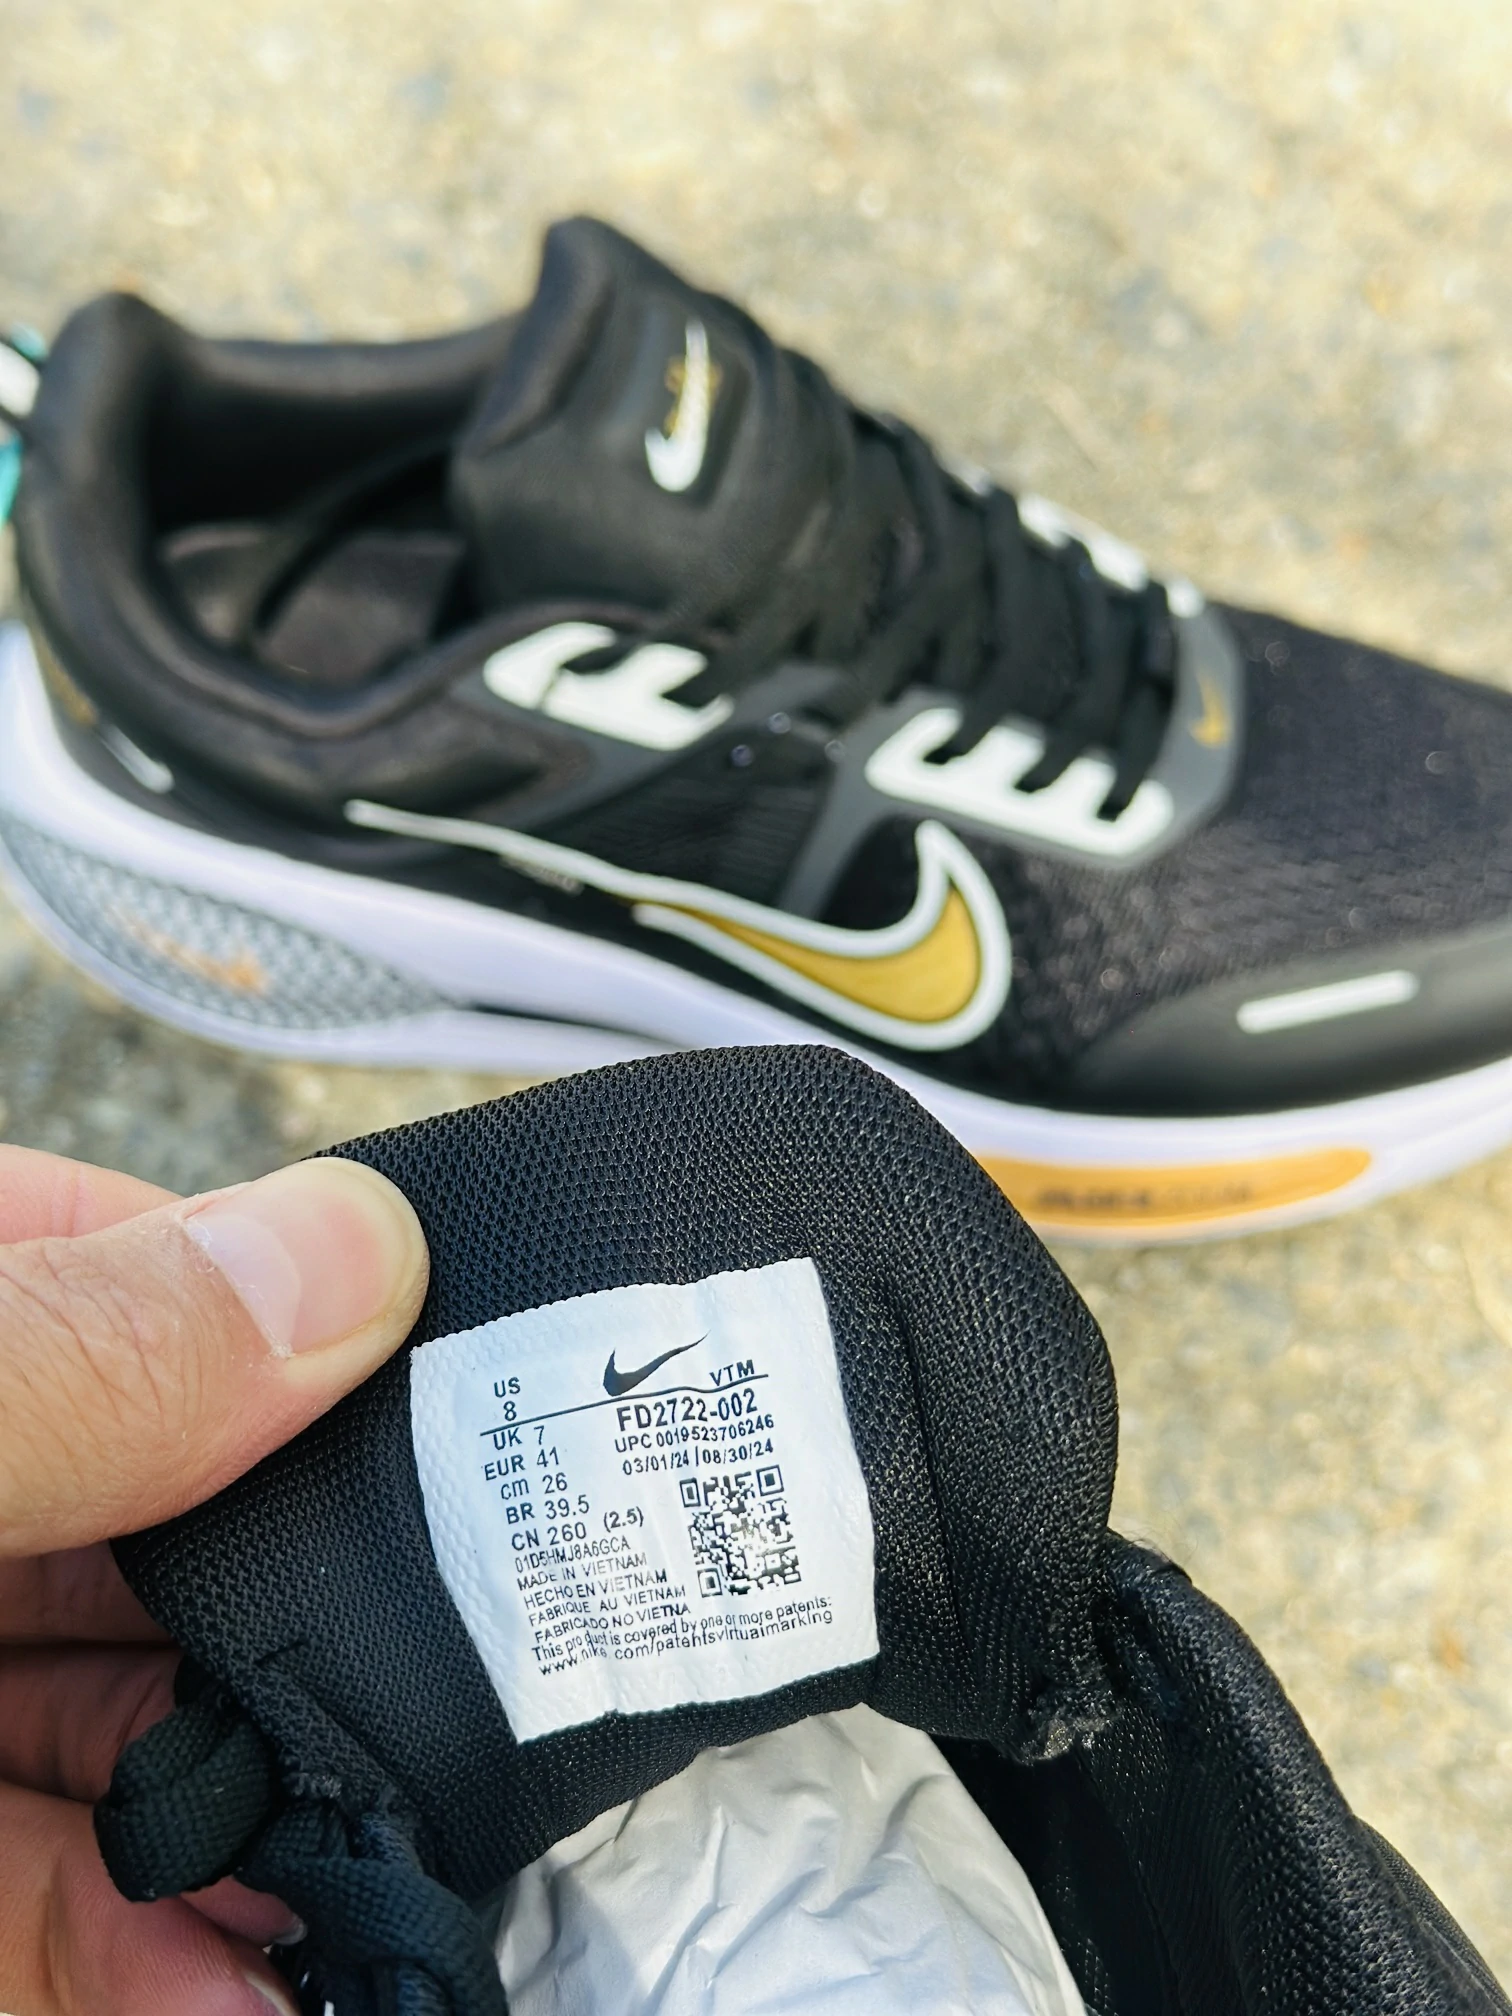 US
8
VTM
FD2722-002
UK 7
UPC 0019523706246
EUR 41
03/01/24 | 08/30/24
cm 26
BR 39.5
CN 260 (2.5)
01D5HMJ8A6GCA
MADE IN VIETNAM
HECHO EN VIETNAM
FABRIQUE AU VIETNAM
FABRICADO NO VIETNA
This product is covered by one or more patents:
www.nike.com/patentsvirtualmarking